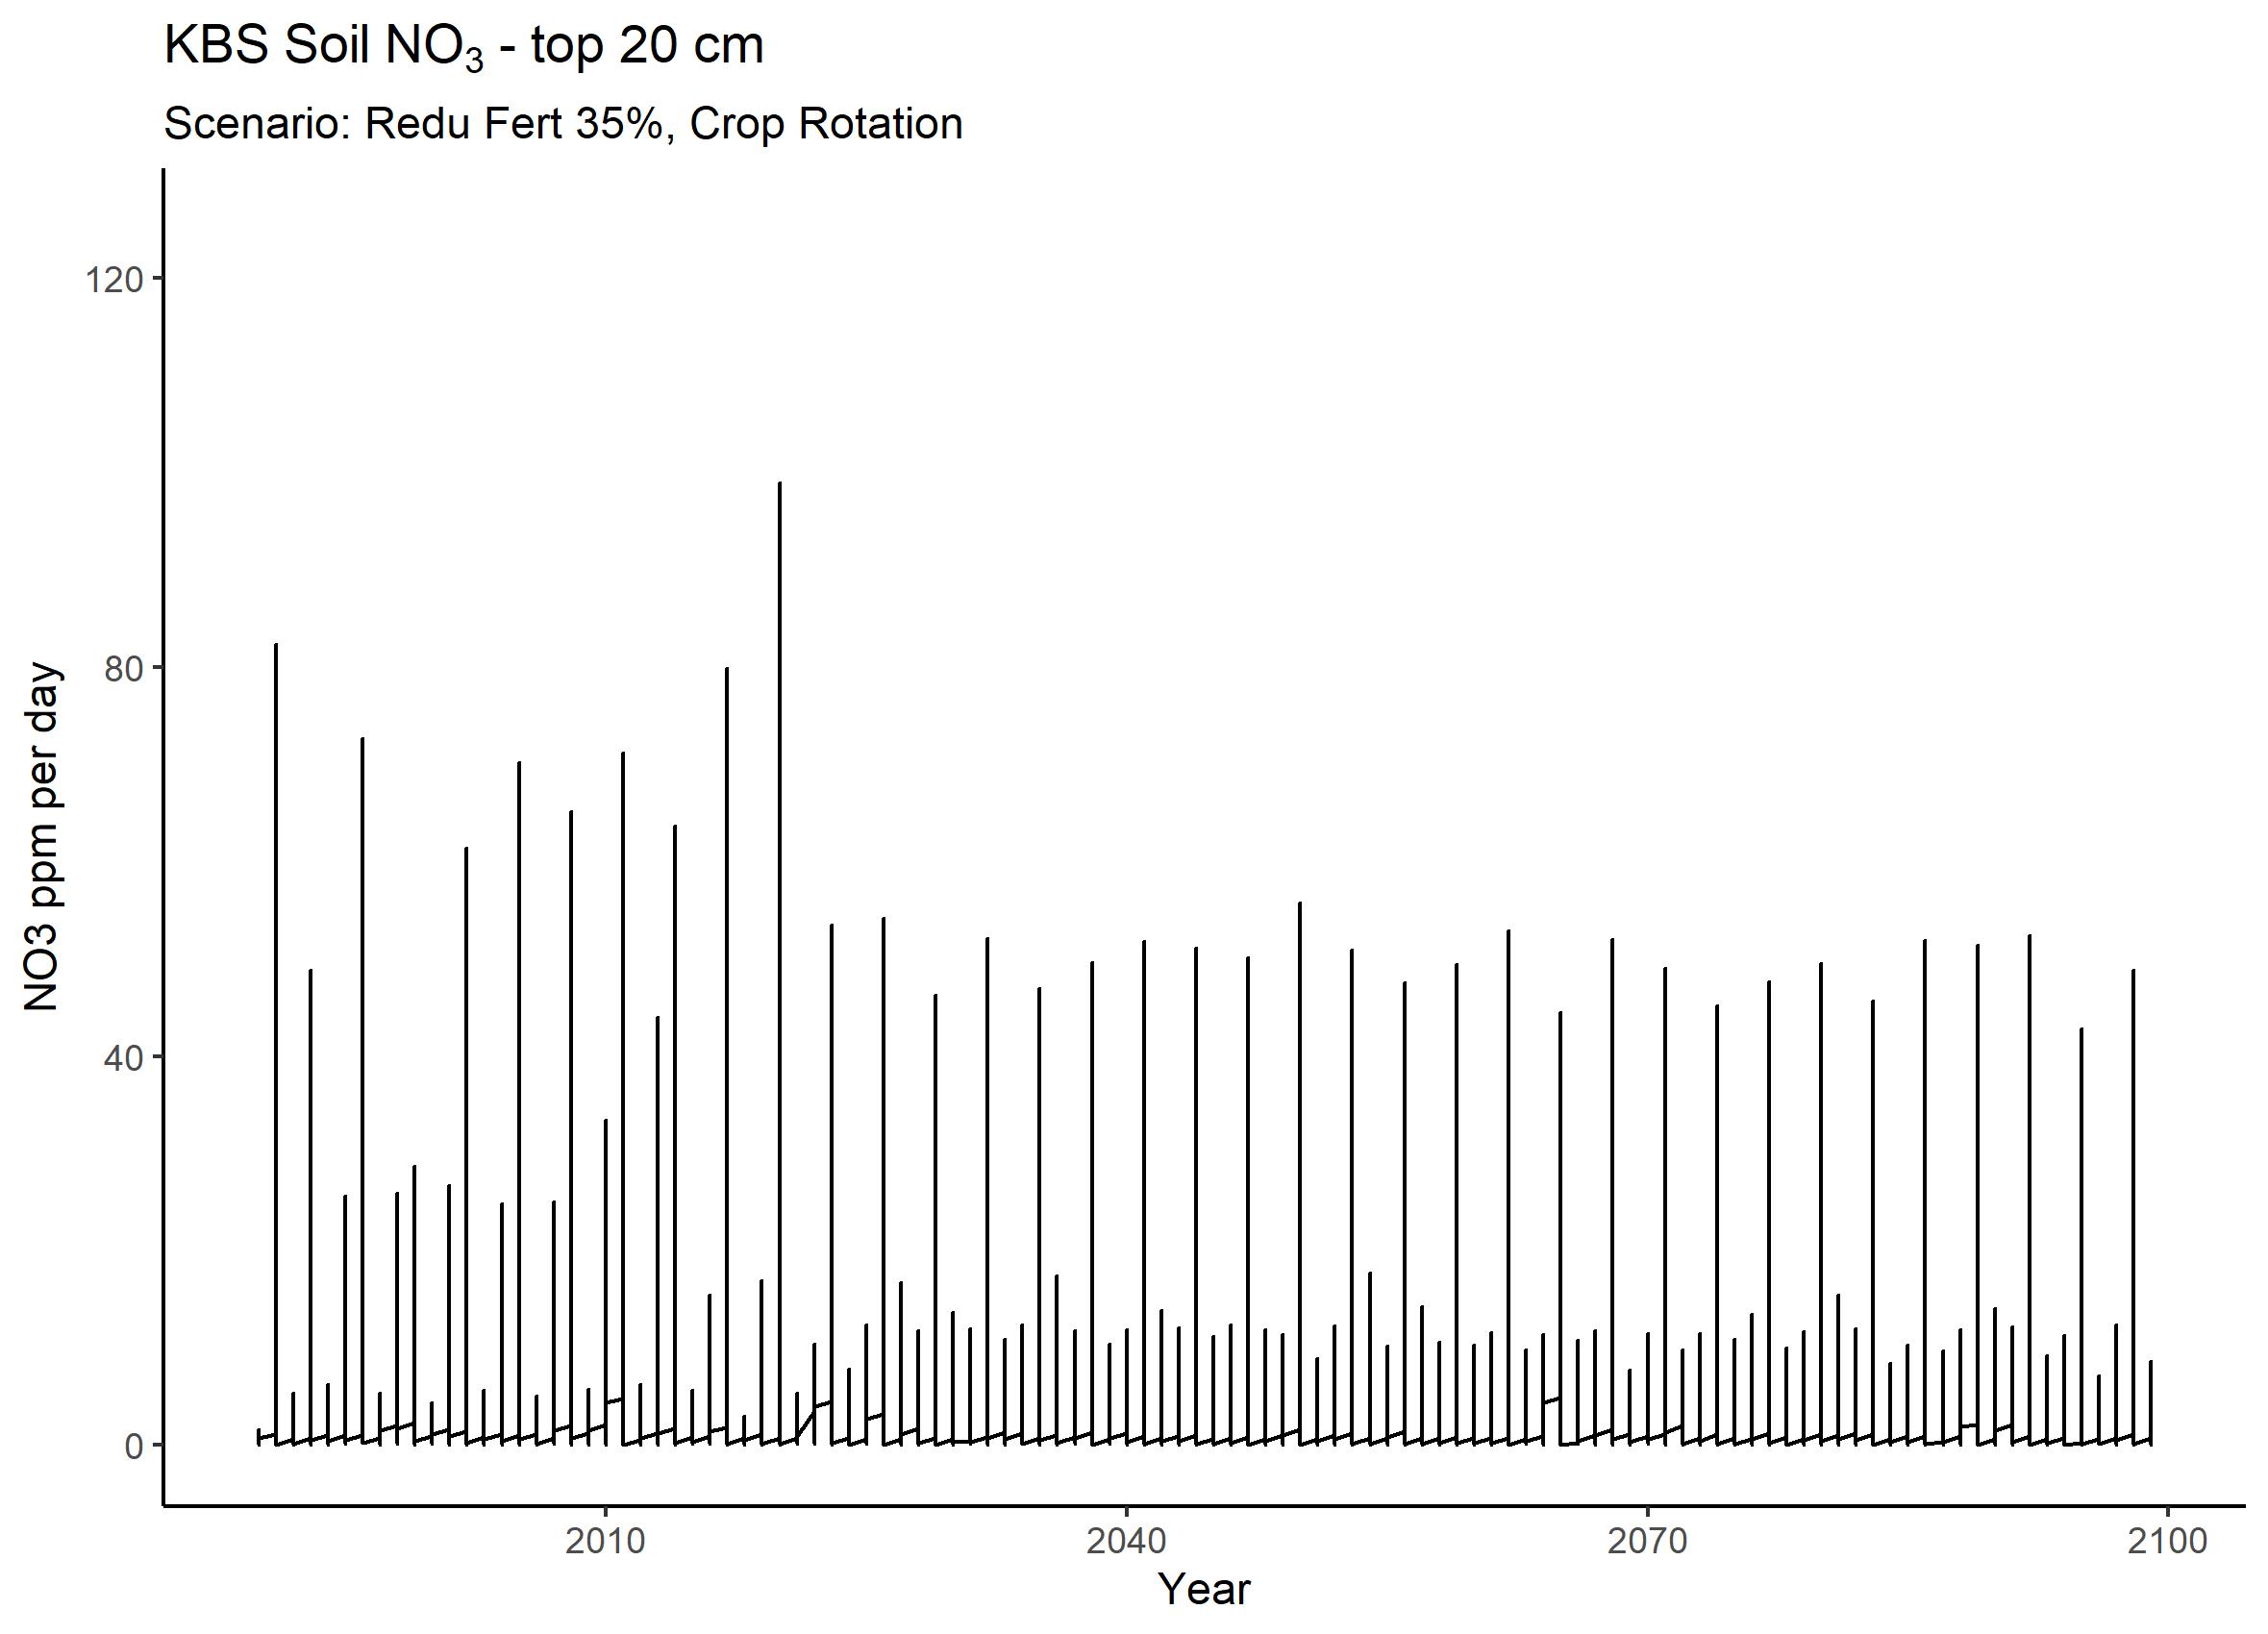 KBS Soil NO₃ - top 20 cm
Scenario: Redu Fert 35%, Crop Rotation
NO3 ppm per day
120
80
40
0
2010 2040 2070 2100
Year